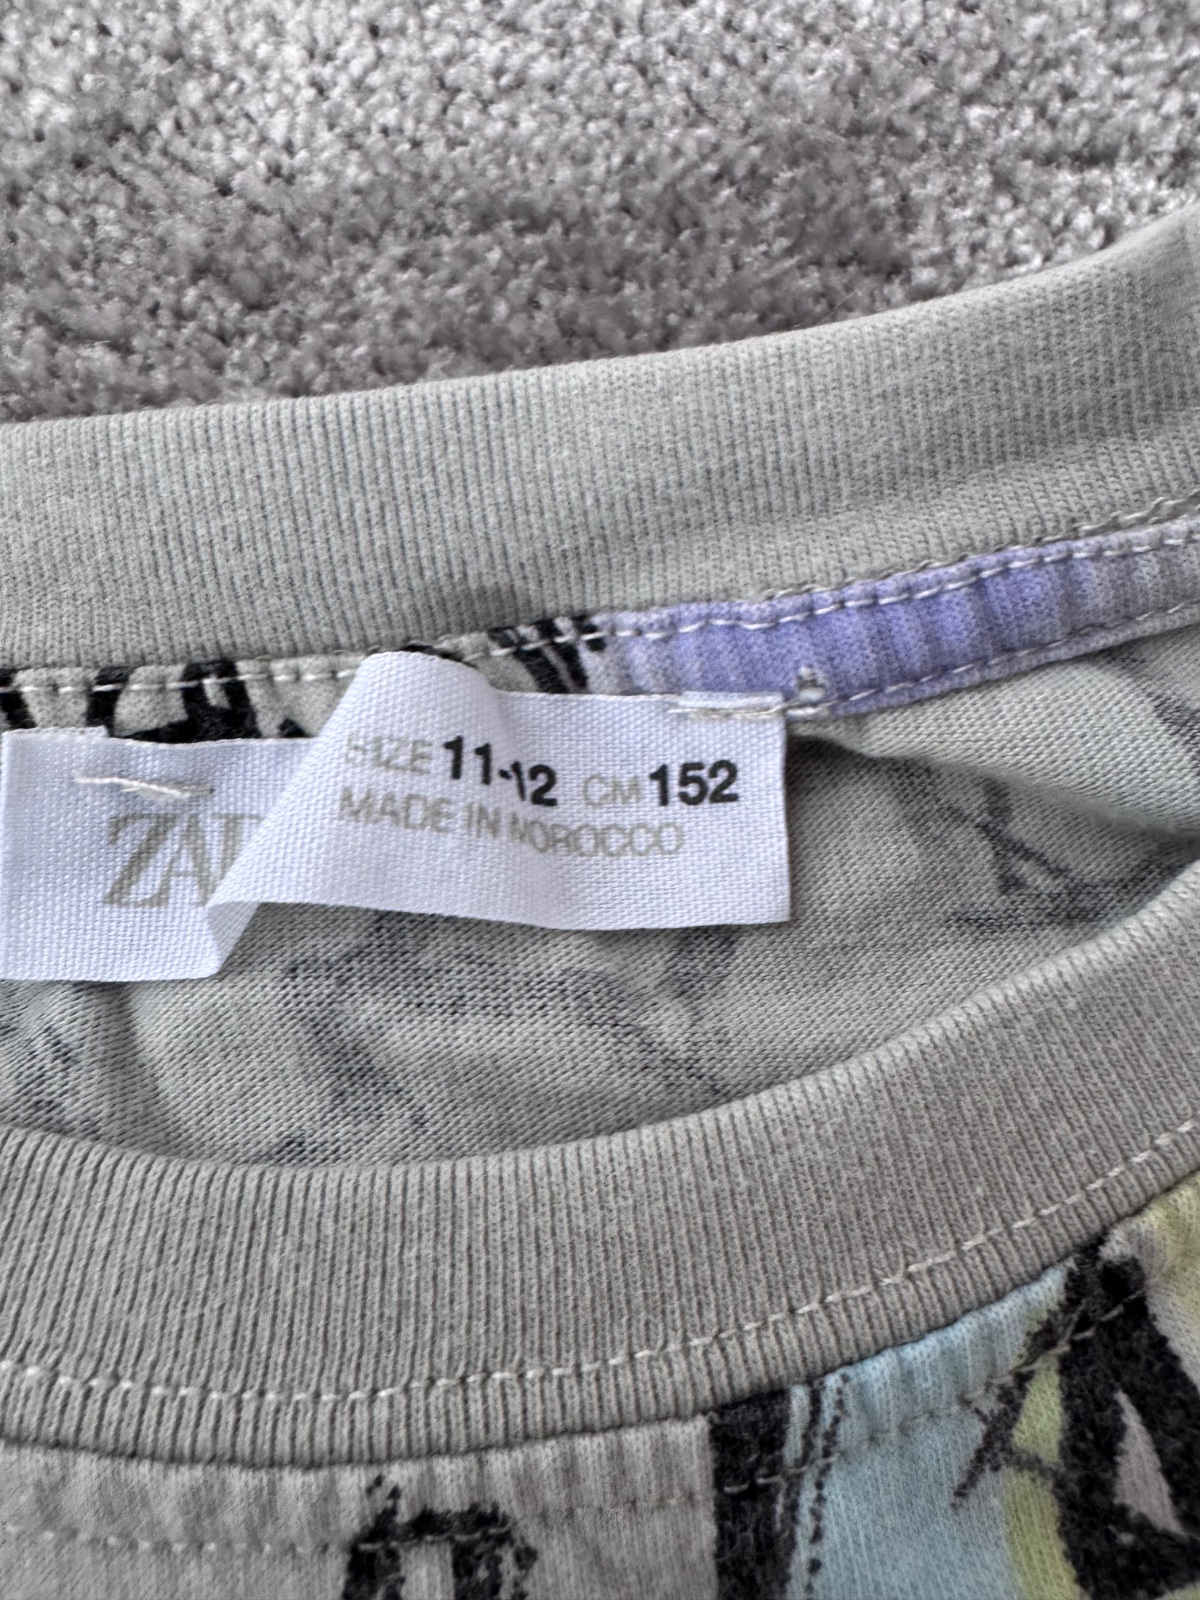 SIZE 11-12 CM 152
MADE IN MOROCCO